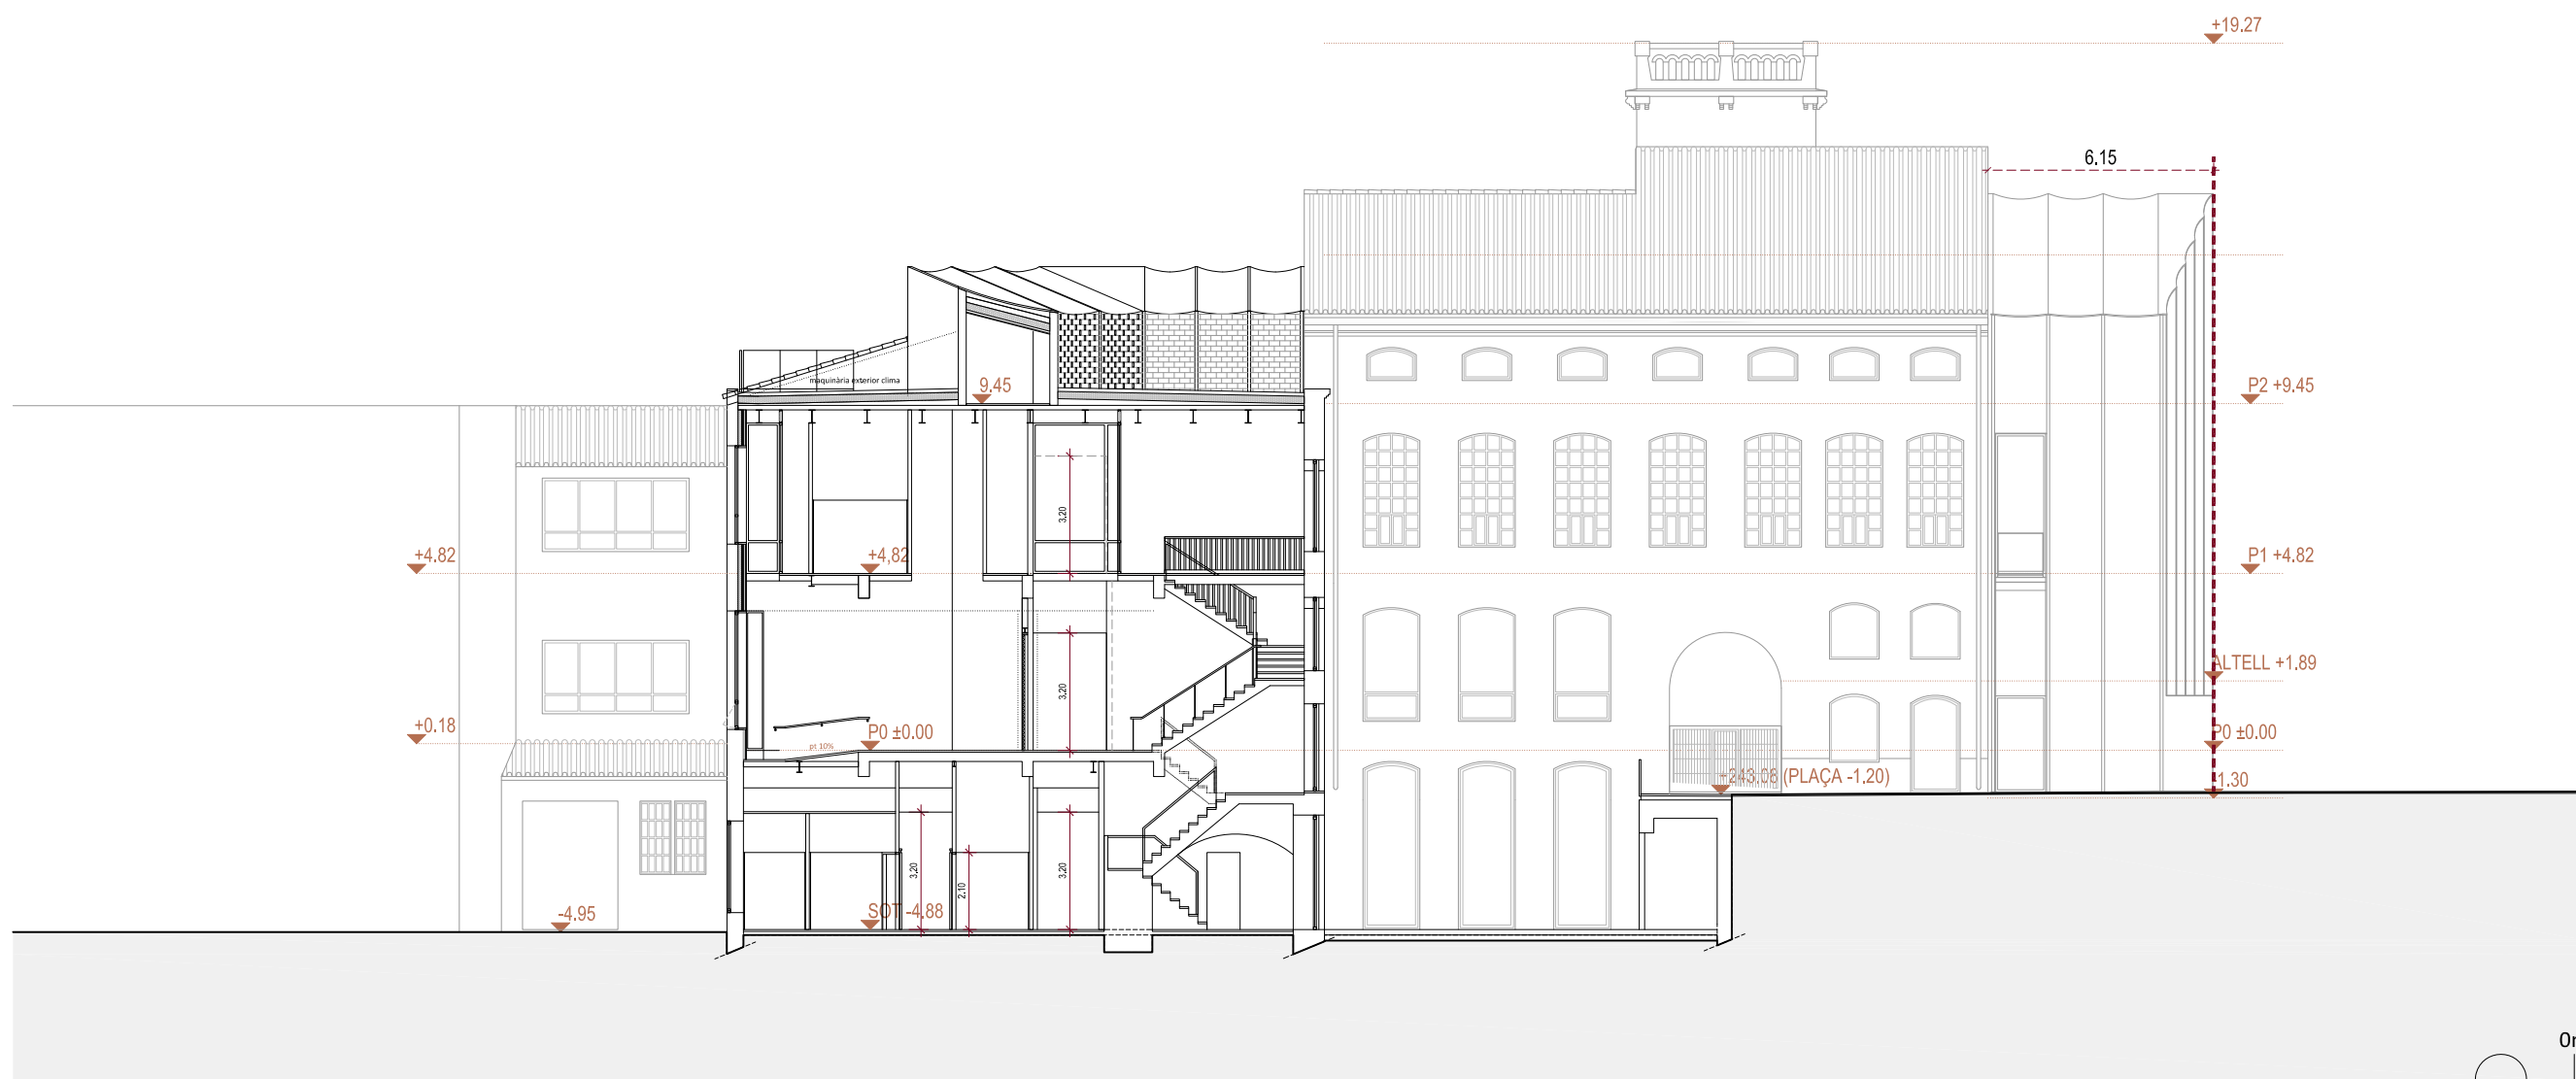 +19.27
6.15
maquinària exterior clima
9.45
P2 +9.45
3,20
+4.82
+4,82
P1 +4.82
3,20
ALTELL +1.89
+0.18
pt 10%
P0 ±0.00
P0 ±0.00
+243.08 (PLAÇA -1.20)
1.30
3,20
2,10
3,20
-4.95
SOT -4.88